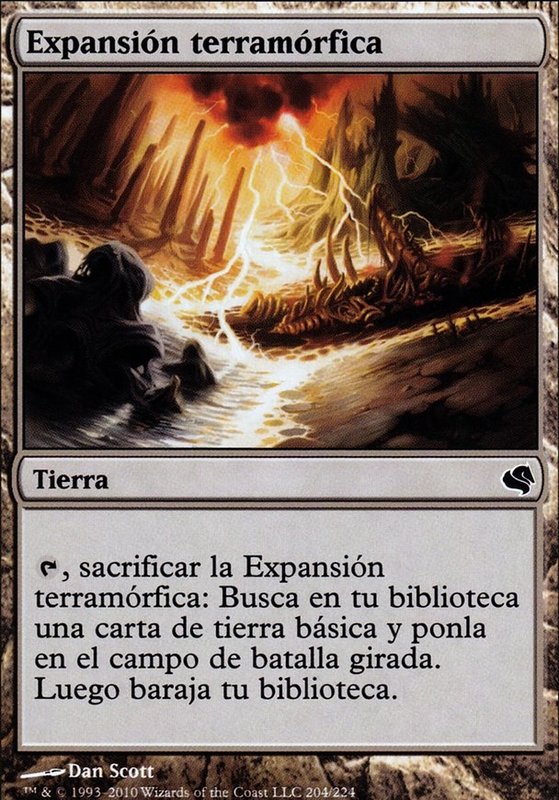 Expansión terramórfica
Tierra
, sacrificar la Expansión
terramórfica: Busca en tu biblioteca
una carta de tierra básica y ponla
en el campo de batalla girada.
Luego baraja tu biblioteca.
Dan Scott
™ & © 1993–2010 Wizards of the Coast LLC 204/224